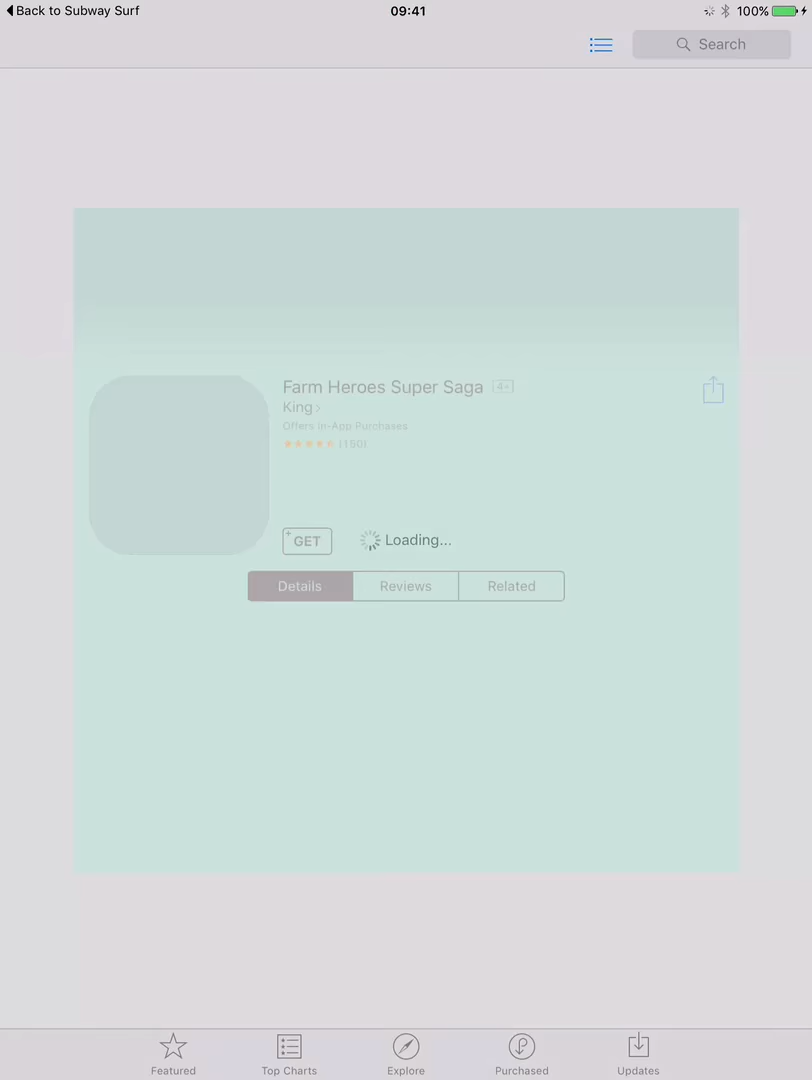 Back to Subway Surf 09:41 100%
Search
Farm Heroes Super Saga 4+
King
Offers In-App Purchases
(150)
+ GET Loading...
Details Reviews Related
Featured Top Charts Explore Purchased Updates